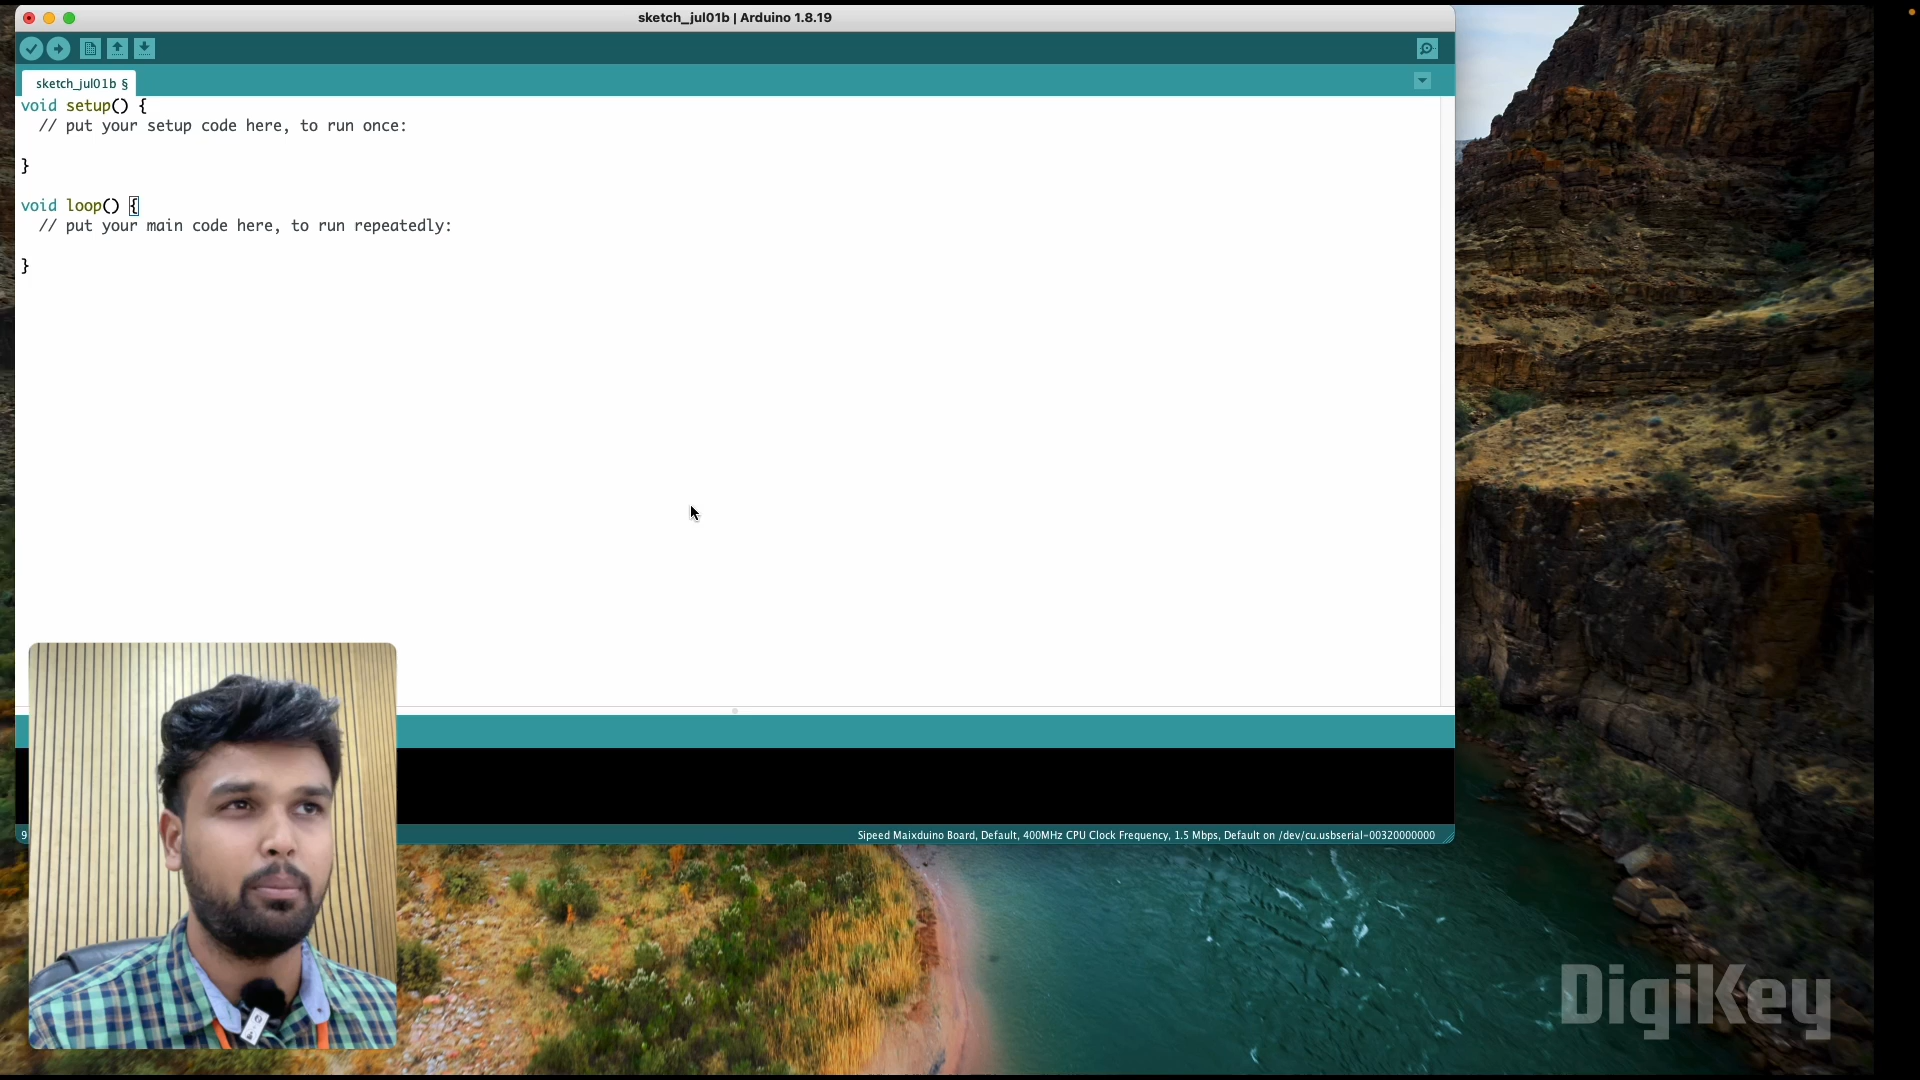 sketch_jul01b | Arduino 1.8.19
sketch_jul01b §
void setup() {
// put your setup code here, to run once:
}
void loop() {
// put your main code here, to run repeatedly:
}
9
Sipeed Maixduino Board, Default, 400MHz CPU Clock Frequency, 1.5 Mbps, Default on /dev/cu.usbserial-00320000000
DigiKey